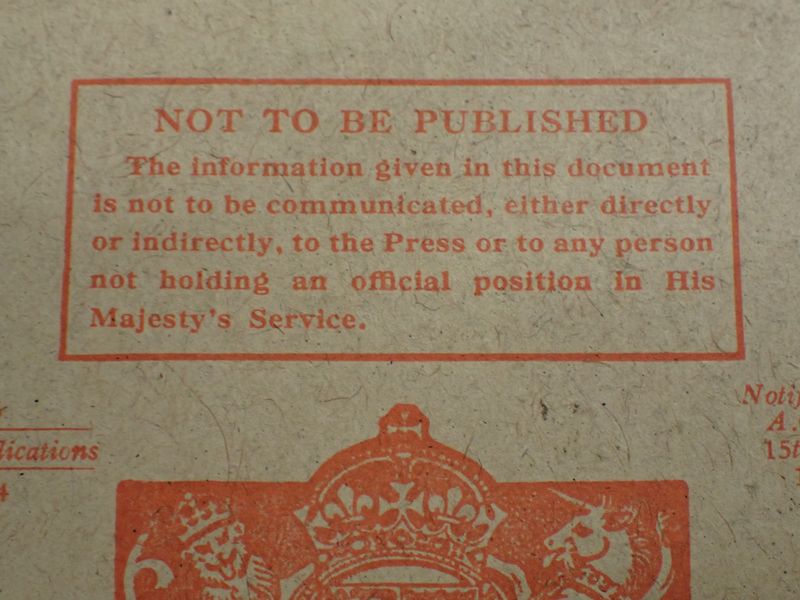 NOT TO BE PUBLISHED
The information given in this document
is not to be communicated, either directly
or indirectly, to the Press or to any person
not holding an official position in His
Majesty's Service.
A.
15t